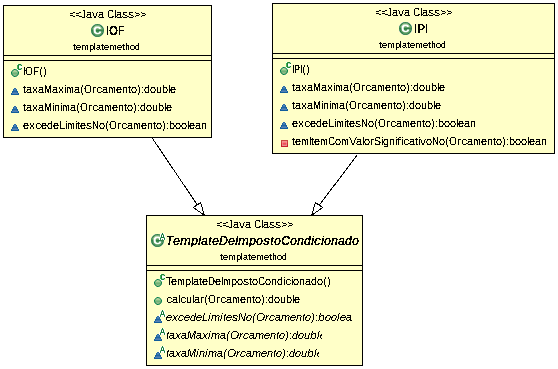 <<Java Class>>
IOF
templatemethod
IOF()
taxaMaxima(Orcamento):double
taxaMinima(Orcamento):double
excedeLimitesNo(Orcamento):boolean
<<Java Class>>
IPI
templatemethod
IPI()
taxaMaxima(Orcamento):double
taxaMinima(Orcamento):double
excedeLimitesNo(Orcamento):boolean
temItemComValorSignificativoNo(Orcamento):boolean
<<Java Class>>
TemplateDeImpostoCondicionado
templatemethod
TemplateDeImpostoCondicionado()
calcular(Orcamento):double
excedeLimitesNo(Orcamento):boolea
taxaMaxima(Orcamento):double
taxaMinima(Orcamento):double